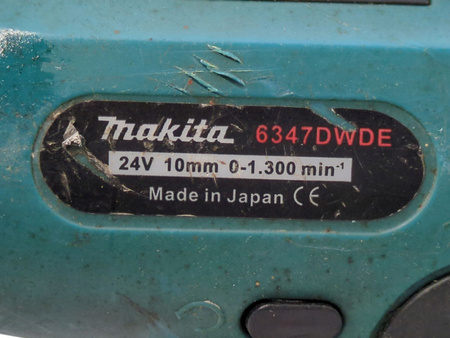 makita 6347DWDE
24V 10mm 0-1.300 min⁻¹
Made in Japan CE